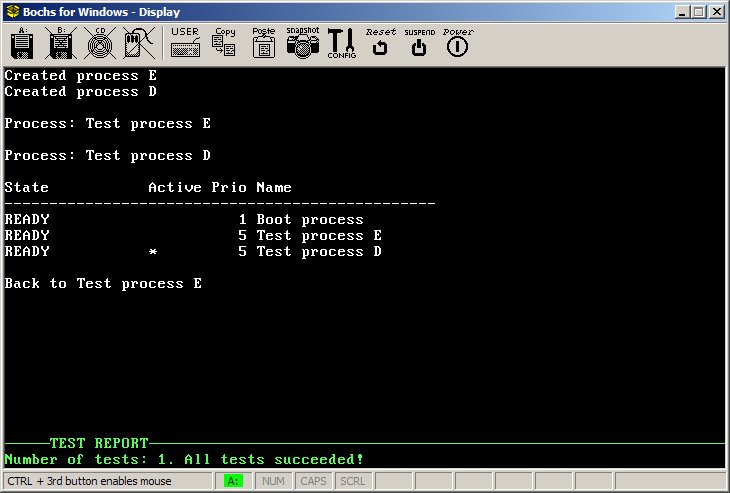 Bochs for Windows - Display
A: B: CD USER Copy Paste snapshot CONFIG Reset SUSPEND Power
Created process E
Created process D
Process: Test process E
Process: Test process D
State Active Prio Name
--------------------------------------------------
READY 1 Boot process
READY 5 Test process E
READY * 5 Test process D
Back to Test process E
TEST REPORT
Number of tests: 1. All tests succeeded!
CTRL + 3rd button enables mouse A: NUM CAPS SCRL